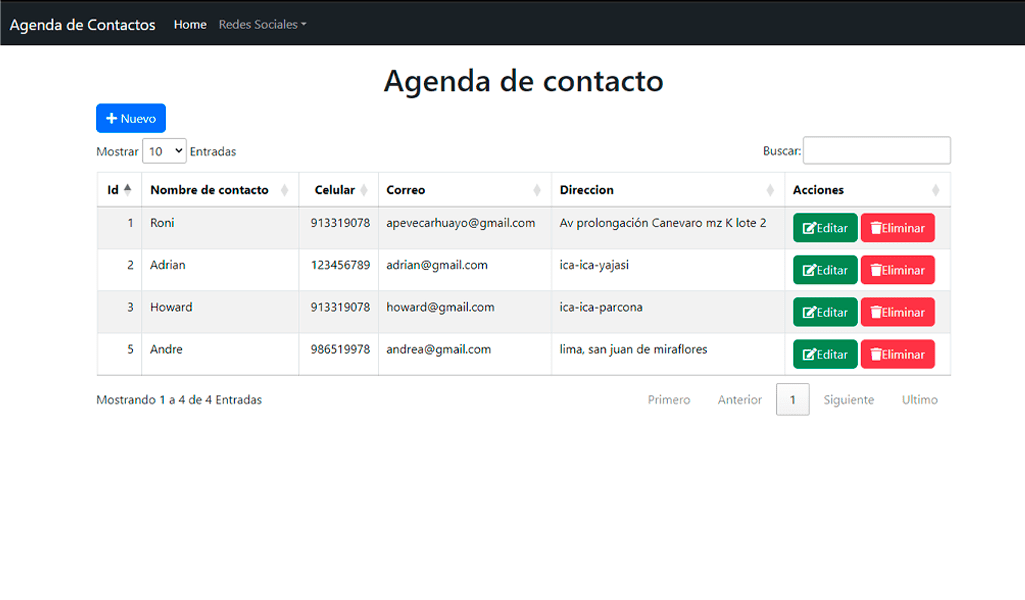 Agenda de Contactos Home Redes Sociales
Agenda de contacto
Nuevo
Mostrar 10 Entradas Buscar:
Id Nombre de contacto Celular Correo Direccion Acciones
1 Roni 913319078 apevecarhuayo@gmail.com Av prolongación Canevaro mz K lote 2 Editar Eliminar
2 Adrian 123456789 adrian@gmail.com ica-ica-yajasi Editar Eliminar
3 Howard 913319078 howard@gmail.com ica-ica-parcona Editar Eliminar
5 Andre 986519978 andrea@gmail.com lima, san juan de miraflores Editar Eliminar
Mostrando 1 a 4 de 4 Entradas Primero Anterior 1 Siguiente Ultimo